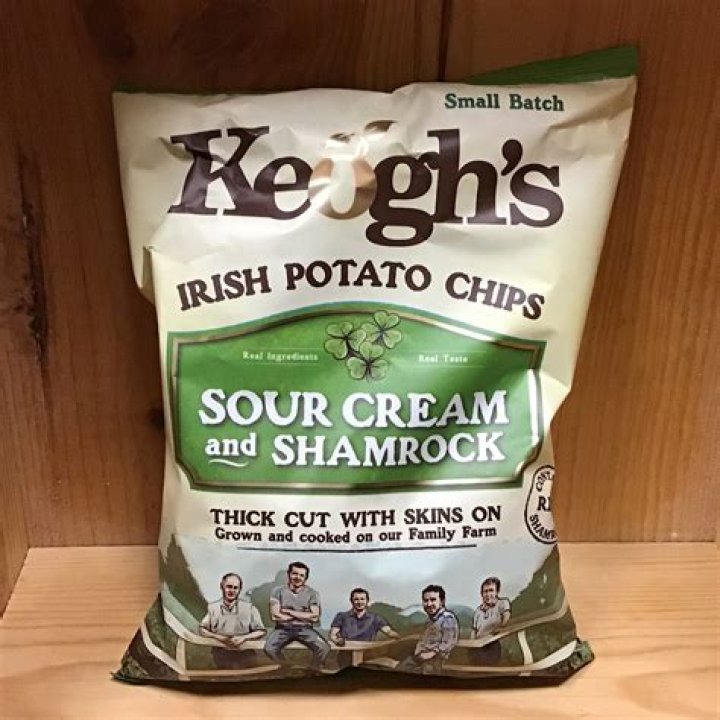 Small Batch
Keogh's
IRISH POTATO CHIPS
Real Ingredients Real Taste
SOUR CREAM
and SHAMROCK
THICK CUT WITH SKINS ON
Grown and cooked on our Family Farm